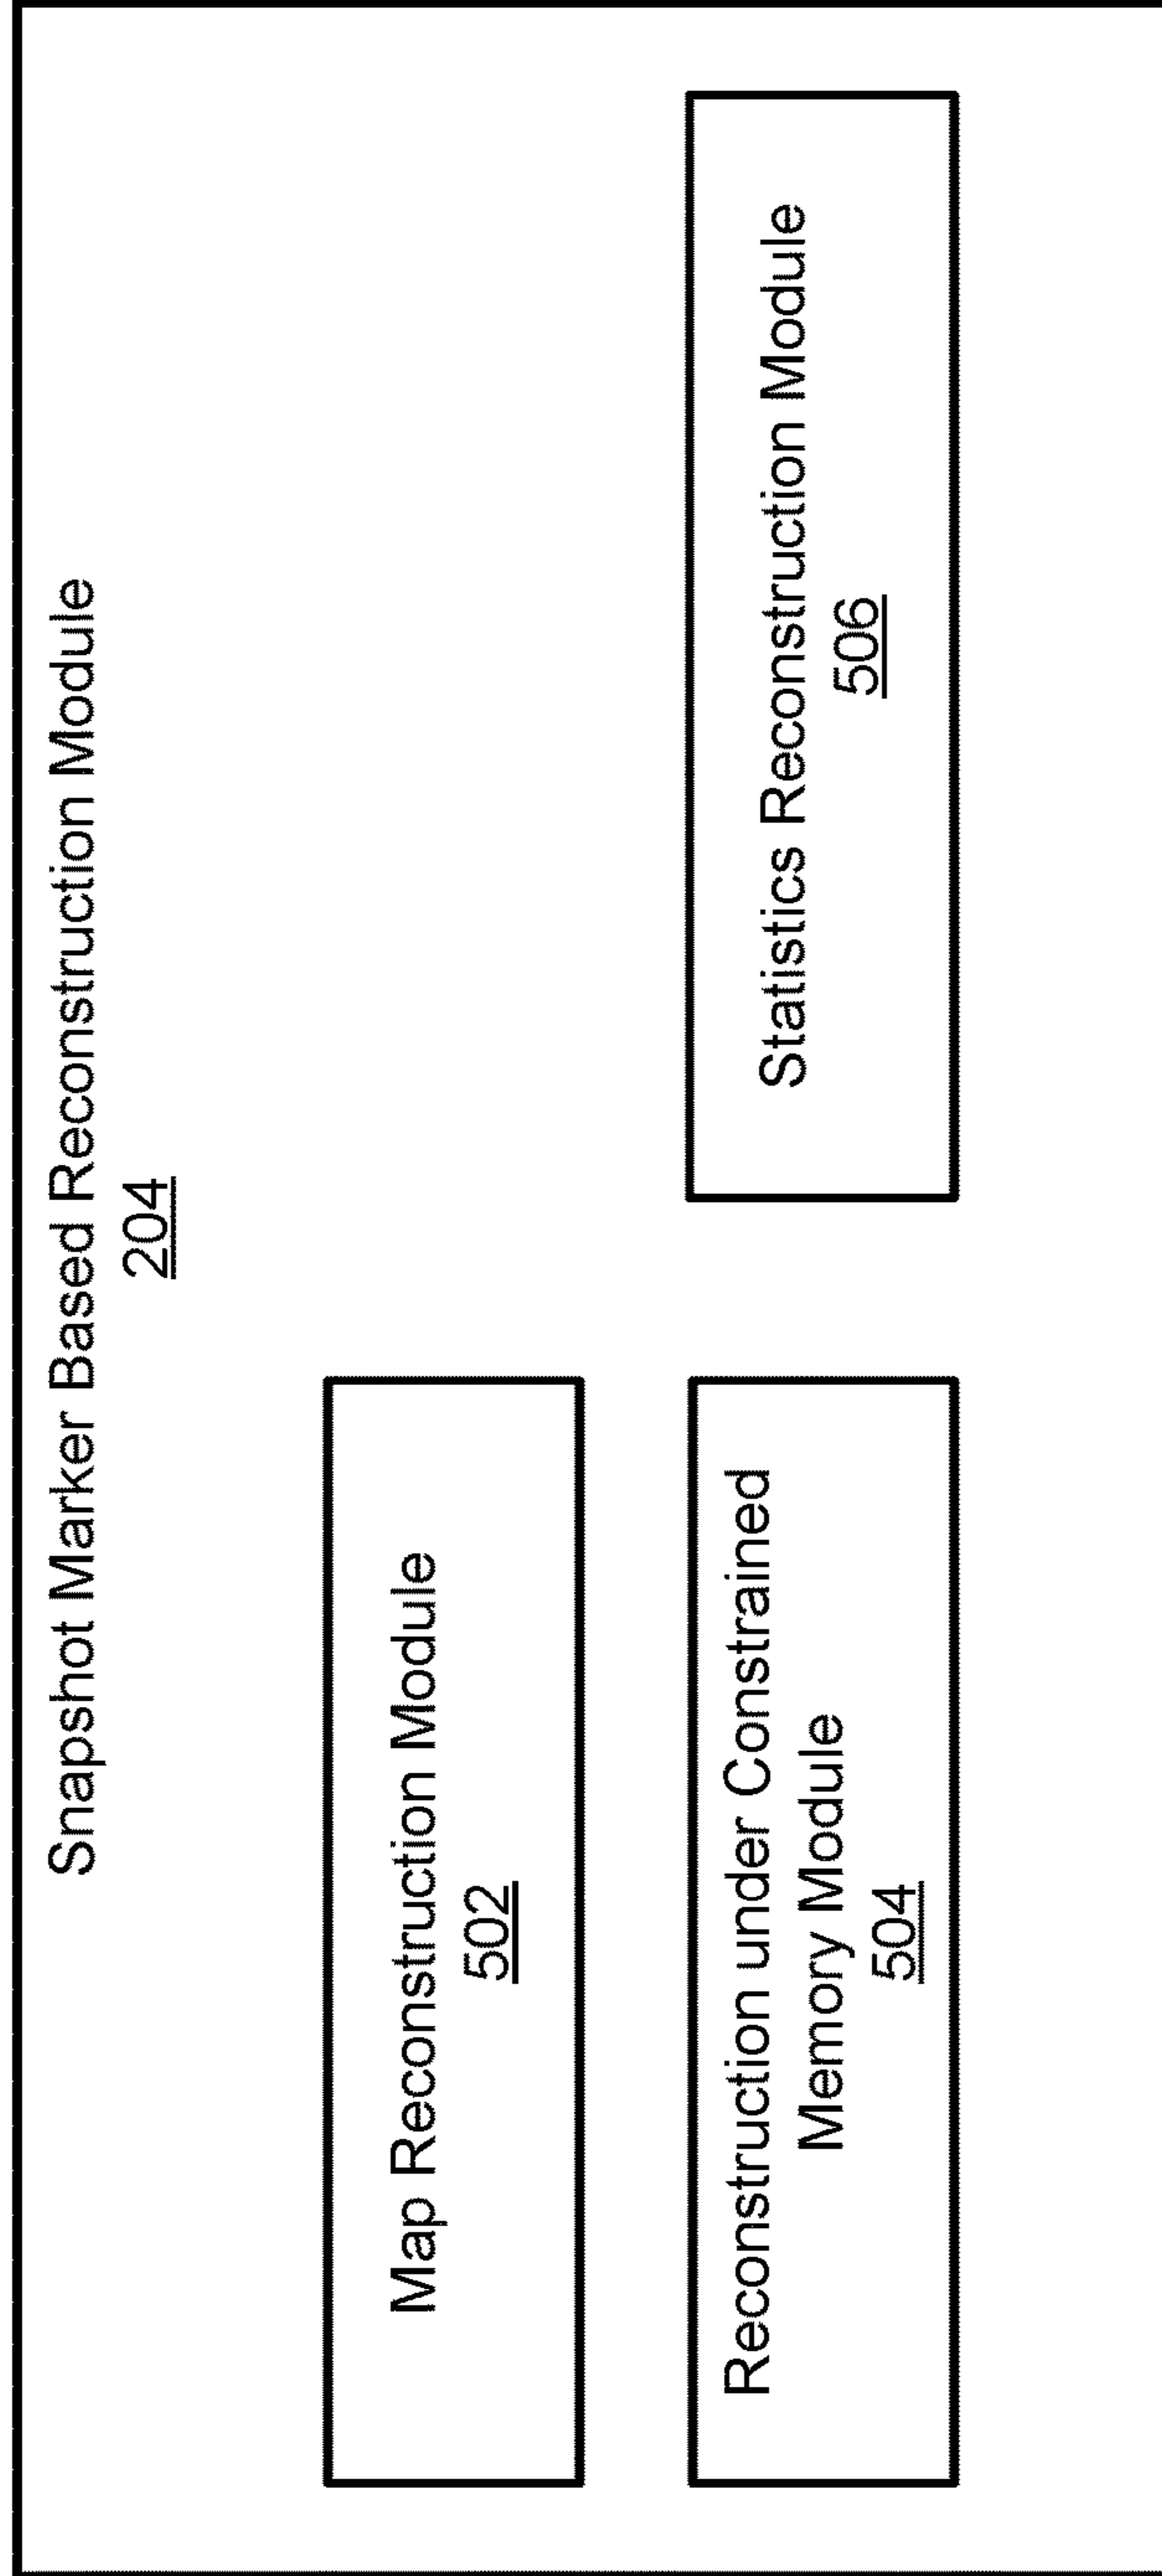 Snapshot Marker Based Reconstruction Module
204
Map Reconstruction Module
502
Reconstruction under Constrained
Memory Module
504
Statistics Reconstruction Module
506